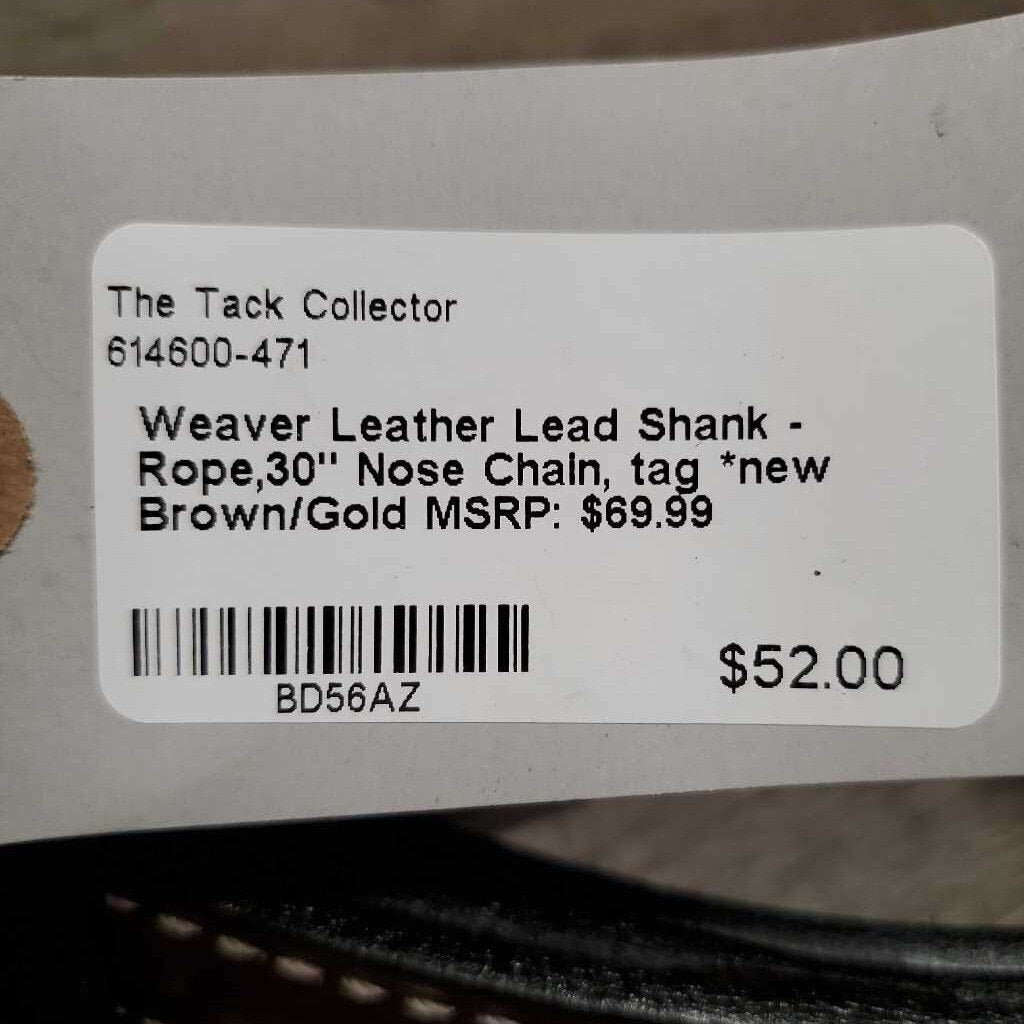 The Tack Collector
614600-471
Weaver Leather Lead Shank -
Rope,30" Nose Chain, tag *new
Brown/Gold MSRP: $69.99
BD56AZ
$52.00